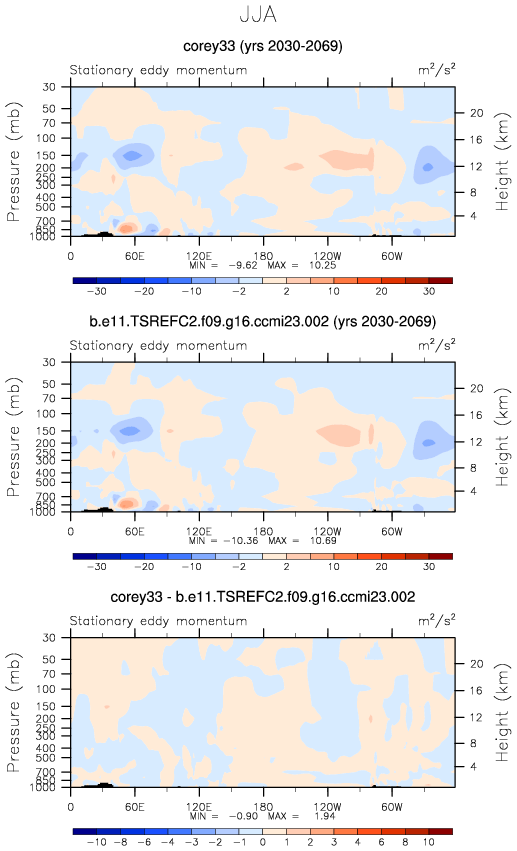 JJA
corey33 (yrs 2030-2069)
Stationary eddy momentum m²/s²
Pressure (mb)
30
50
70
100
150
200
250
300
400
500
700
850
1000
Height (km)
20
16
12
8
4
0 60E 120E 180 120W 60W
MIN = -9.62 MAX = 10.25
-30 -20 -10 -2 2 10 20 30
b.e11.TSREFC2.f09.g16.ccmi23.002 (yrs 2030-2069)
Stationary eddy momentum m²/s²
Pressure (mb)
30
50
70
100
150
200
250
300
400
500
700
850
1000
Height (km)
20
16
12
8
4
0 60E 120E 180 120W 60W
MIN = -10.36 MAX = 10.69
-30 -20 -10 -2 2 10 20 30
corey33 - b.e11.TSREFC2.f09.g16.ccmi23.002
Stationary eddy momentum m²/s²
Pressure (mb)
30
50
70
100
150
200
250
300
400
500
700
850
1000
Height (km)
20
16
12
8
4
0 60E 120E 180 120W 60W
MIN = -0.90 MAX = 1.94
-10 -8 -6 -4 -3 -2 -1 0 1 2 3 4 6 8 10